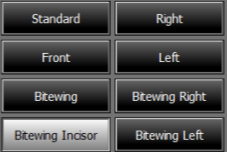 Standard Right
Front Left
Bitewing Bitewing Right
Bitewing Incisor Bitewing Left